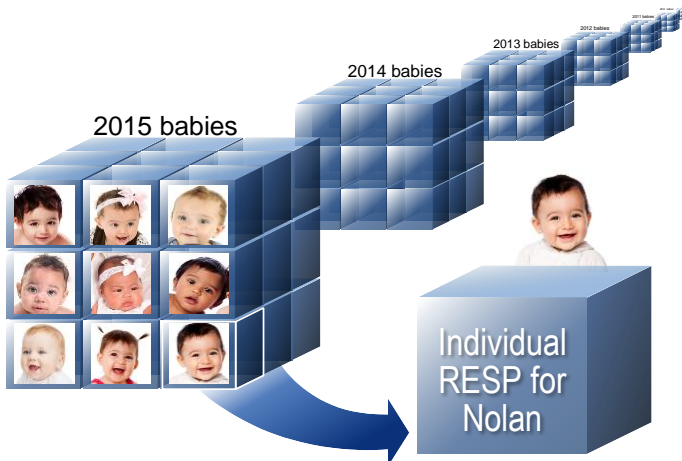 2015 babies
2014 babies
2013 babies
2012 babies
2011 babies
Individual
RESP for
Nolan